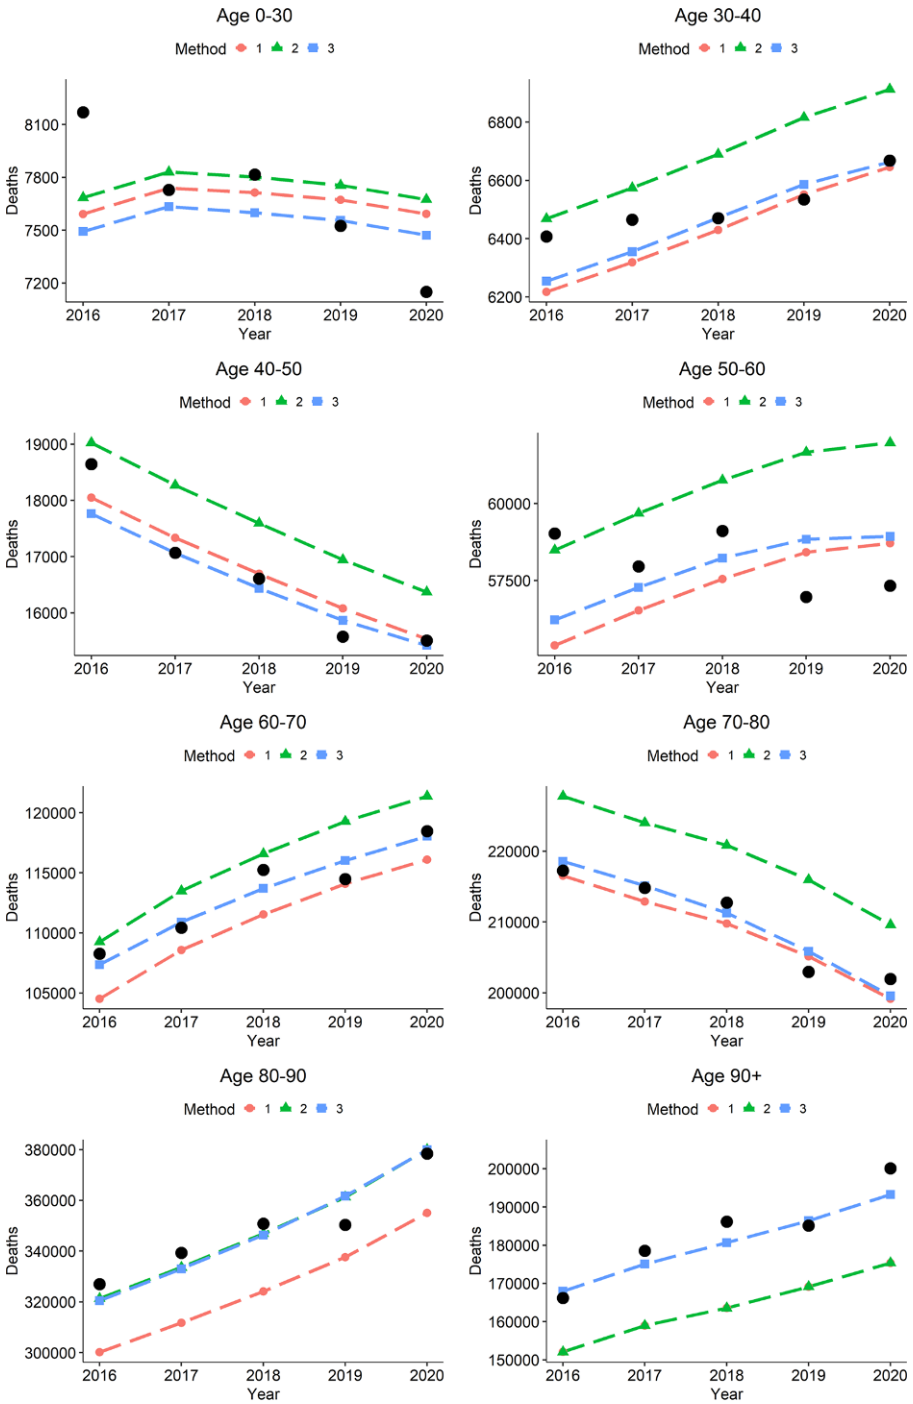 Age 0-30
Method 1 2 3
8100
7800
7500
7200
Deaths
2016 2017 2018 2019 2020
Year
Age 30-40
Method 1 2 3
6800
6600
6400
6200
Deaths
2016 2017 2018 2019 2020
Year
Age 40-50
Method 1 2 3
19000
18000
17000
16000
Deaths
2016 2017 2018 2019 2020
Year
Age 50-60
Method 1 2 3
60000
57500
Deaths
2016 2017 2018 2019 2020
Year
Age 60-70
Method 1 2 3
120000
115000
110000
105000
Deaths
2016 2017 2018 2019 2020
Year
Age 70-80
Method 1 2 3
220000
210000
200000
Deaths
2016 2017 2018 2019 2020
Year
Age 80-90
Method 1 2 3
380000
360000
340000
320000
300000
Deaths
2016 2017 2018 2019 2020
Year
Age 90+
Method 1 2 3
200000
190000
180000
170000
160000
150000
Deaths
2016 2017 2018 2019 2020
Year